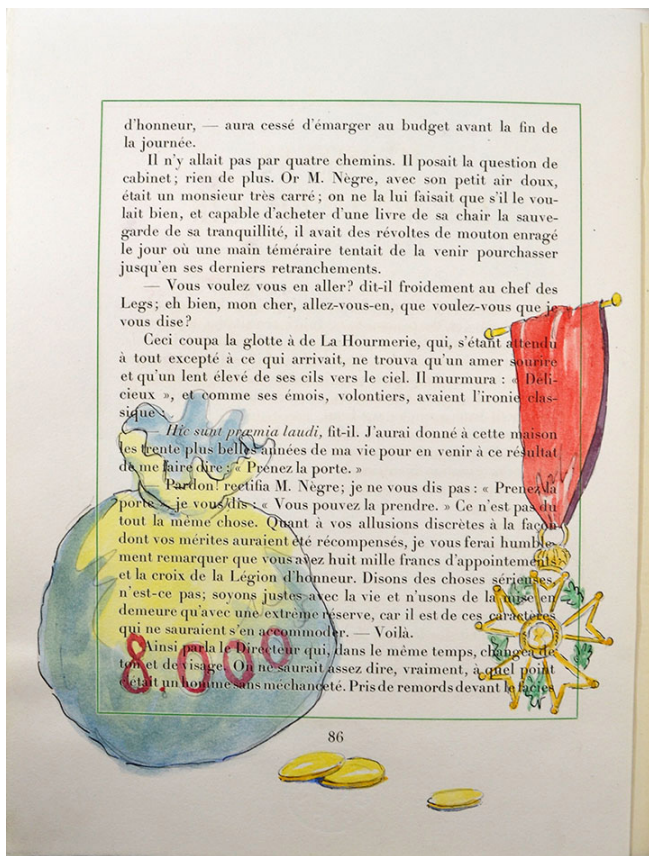 d'honneur, — aura cessé d'émarger au budget avant la fin de
la journée.
Il n'y allait pas par quatre chemins. Il posait la question de
cabinet; rien de plus. Or M. Nègre, avec son petit air doux,
était un monsieur très carré; on ne la lui faisait que s'il le vou-
lait bien, et capable d'acheter d'une livre de sa chair la sauve-
garde de sa tranquillité, il avait des révoltes de mouton enragé
le jour où une main téméraire tentait de la venir pourchasser
jusqu'en ses derniers retranchements.
— Vous voulez vous en aller? dit-il froidement au chef des
Legs; eh bien, mon cher, allez-vous-en, que voulez-vous que je
vous dise?
Ceci coupa la glotte à de La Hourmerie, qui, s'étant attendu
à tout excepté à ce qui arrivait, ne trouva qu'un amer sourire
et qu'un lent élevé de ses cils vers le ciel. Il murmura : « Déli-
cieux », et comme ses émois, volontiers, avaient l'ironie clas-
sique :
Hic sunt præmia laudi, fit-il. J'aurai donné à cette maison
les trente plus belles années de ma vie pour en venir à ce résultat
de me faire dire : « Prenez la porte. »
— Pardon! rectifia M. Nègre; je ne vous dis pas : « Prenez la
porte », je vous dis : « Vous pouvez la prendre. » Ce n'est pas du
tout la même chose. Quant à vos allusions discrètes à la façon
dont vos mérites auraient été récompensés, je vous ferai humble-
ment remarquer que vous avez huit mille francs d'appointements
et la croix de la Légion d'honneur. Disons des choses sérieuses,
n'est-ce pas; soyons justes avec la vie et n'usons de la mise en
demeure qu'avec une extrême réserve, car il est de ces caractères
qui ne sauraient s'en accommoder. — Voilà.
Ainsi parla le Directeur qui, dans le même temps, changea de
ton et de visage. On ne saurait assez dire, vraiment, à quel point
c'était un homme sans méchanceté. Pris de remords devant le facies
8.000
86